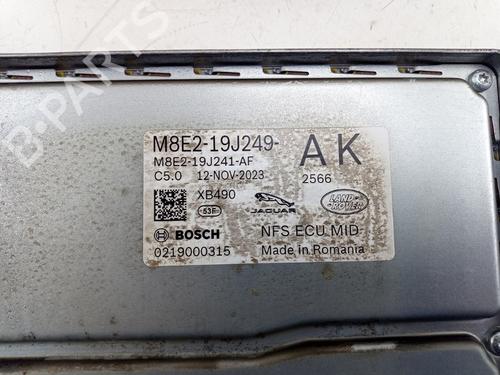 M8E2-19J249- AK
M8E2-19J241-AF
C5.0 12-NOV-2023 2566
XB490
53F JAGUAR LAND ROVER
BOSCH NFS ECU MID
0219000315 Made in Romania
B-PARTS